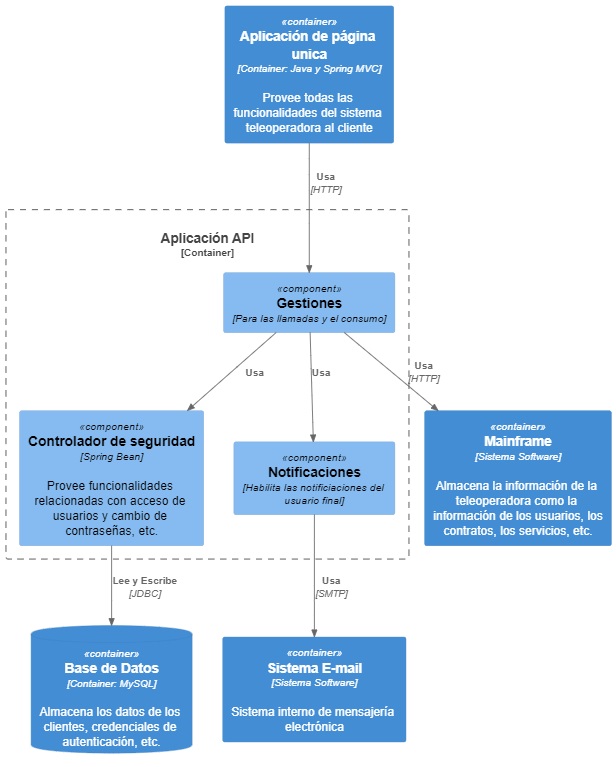 «container»
Aplicación de página
unica
[Container: Java y Spring MVC]
Provee todas las
funcionalidades del sistema
teleoperadora al cliente
Usa
[HTTP]
Aplicación API
[Container]
«component»
Gestiones
[Para las llamadas y el consumo]
Usa
Usa
Usa
[HTTP]
«component»
Controlador de seguridad
[Spring Bean]
Provee funcionalidades
relacionadas con acceso de
usuarios y cambio de
contraseñas, etc.
«component»
Notificaciones
[Habilita las notificiaciones del
usuario final]
«container»
Mainframe
[Sistema Software]
Almacena la información de la
teleoperadora como la
información de los usuarios, los
contratos, los servicios, etc.
Lee y Escribe
[JDBC]
Usa
[SMTP]
«container»
Base de Datos
[Container: MySQL]
Almacena los datos de los
clientes, credenciales de
autenticación, etc.
«container»
Sistema E-mail
[Sistema Software]
Sistema interno de mensajería
electrónica